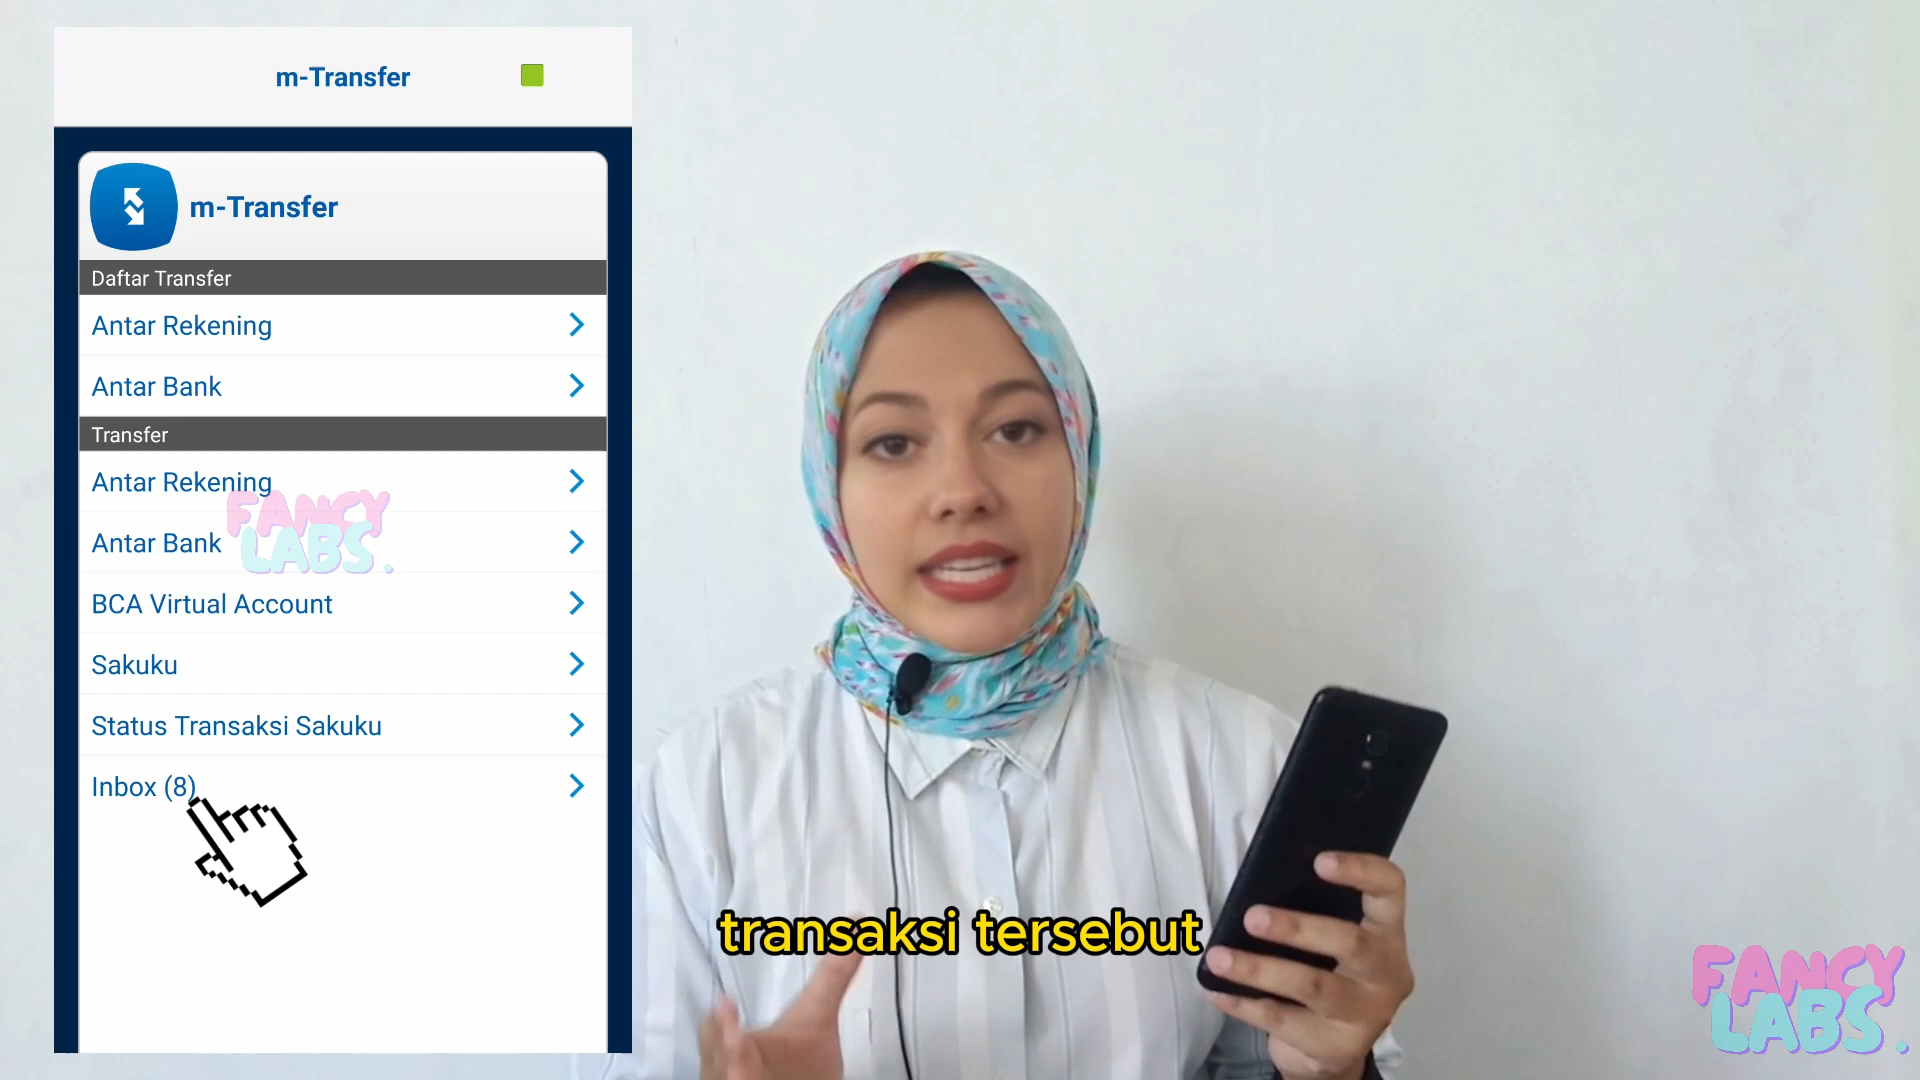 m-Transfer
m-Transfer
Daftar Transfer
Antar Rekening
Antar Bank
Transfer
Antar Rekening
Antar Bank
BCA Virtual Account
Sakuku
Status Transaksi Sakuku
Inbox (8)
FANCY
LABS.
transaksi tersebut
FANCY
LABS.